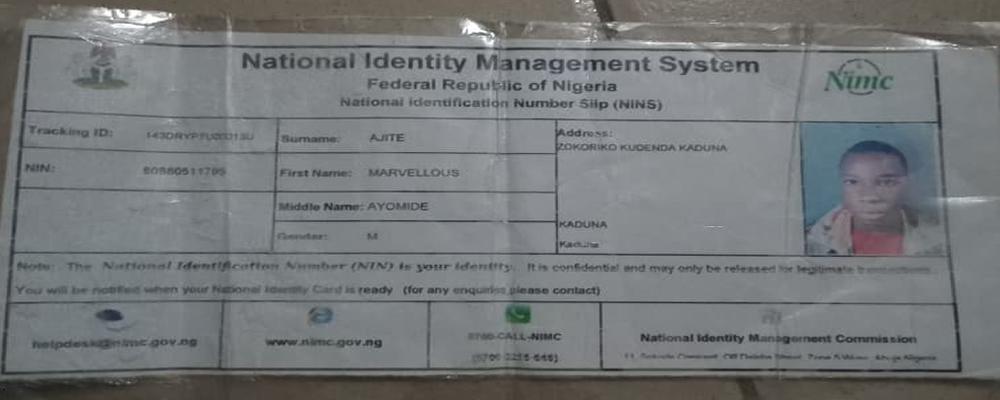 National Identity Management System
Federal Republic of Nigeria
National Identification Number Slip (NINS)
Nimc
Tracking ID:
Surname: AJITE
Address:
ZOKORIKO KUDENDA KADUNA
NIN:
First Name: MARVELLOUS
Middle Name: AYOMIDE
KADUNA
Gender: M
Kaduna
Note: The National Identification Number (NIN) is your identity. It is confidential and may only be released for legitimate transactions.
You will be notified when your National Identity Card is ready (for any enquiries please contact)
helpdesk@nimc.gov.ng
www.nimc.gov.ng
0700-CALL-NIMC
National Identity Management Commission